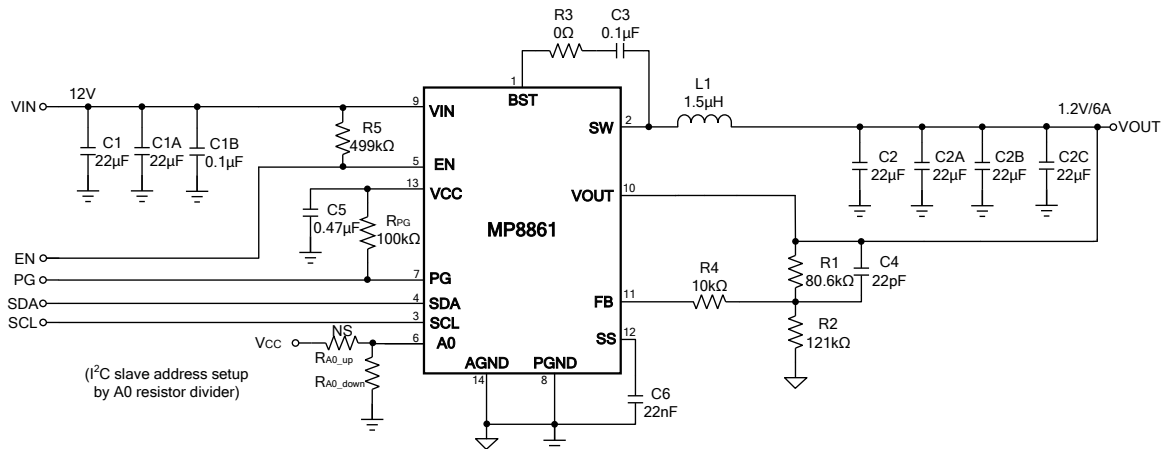 R3
0Ω
C3
0.1µF
1
BST
L1
1.5µH
12V
VIN
9
VIN
SW
2
1.2V/6A
VOUT
C1
22µF
C1A
22µF
C1B
0.1µF
R5
499kΩ
5
EN
C2
22µF
C2A
22µF
C2B
22µF
C2C
22µF
13
VCC
VOUT
10
C5
0.47µF
RPG
100kΩ
MP8861
EN
PG
7
PG
R4
10kΩ
R1
80.6kΩ
C4
22pF
SDA
4
SDA
FB
11
SCL
3
SCL
R2
121kΩ
VCC
NS
6
A0
SS
12
RA0_up
RA0_down
AGND
PGND
14
8
(I²C slave address setup
by A0 resistor divider)
C6
22nF